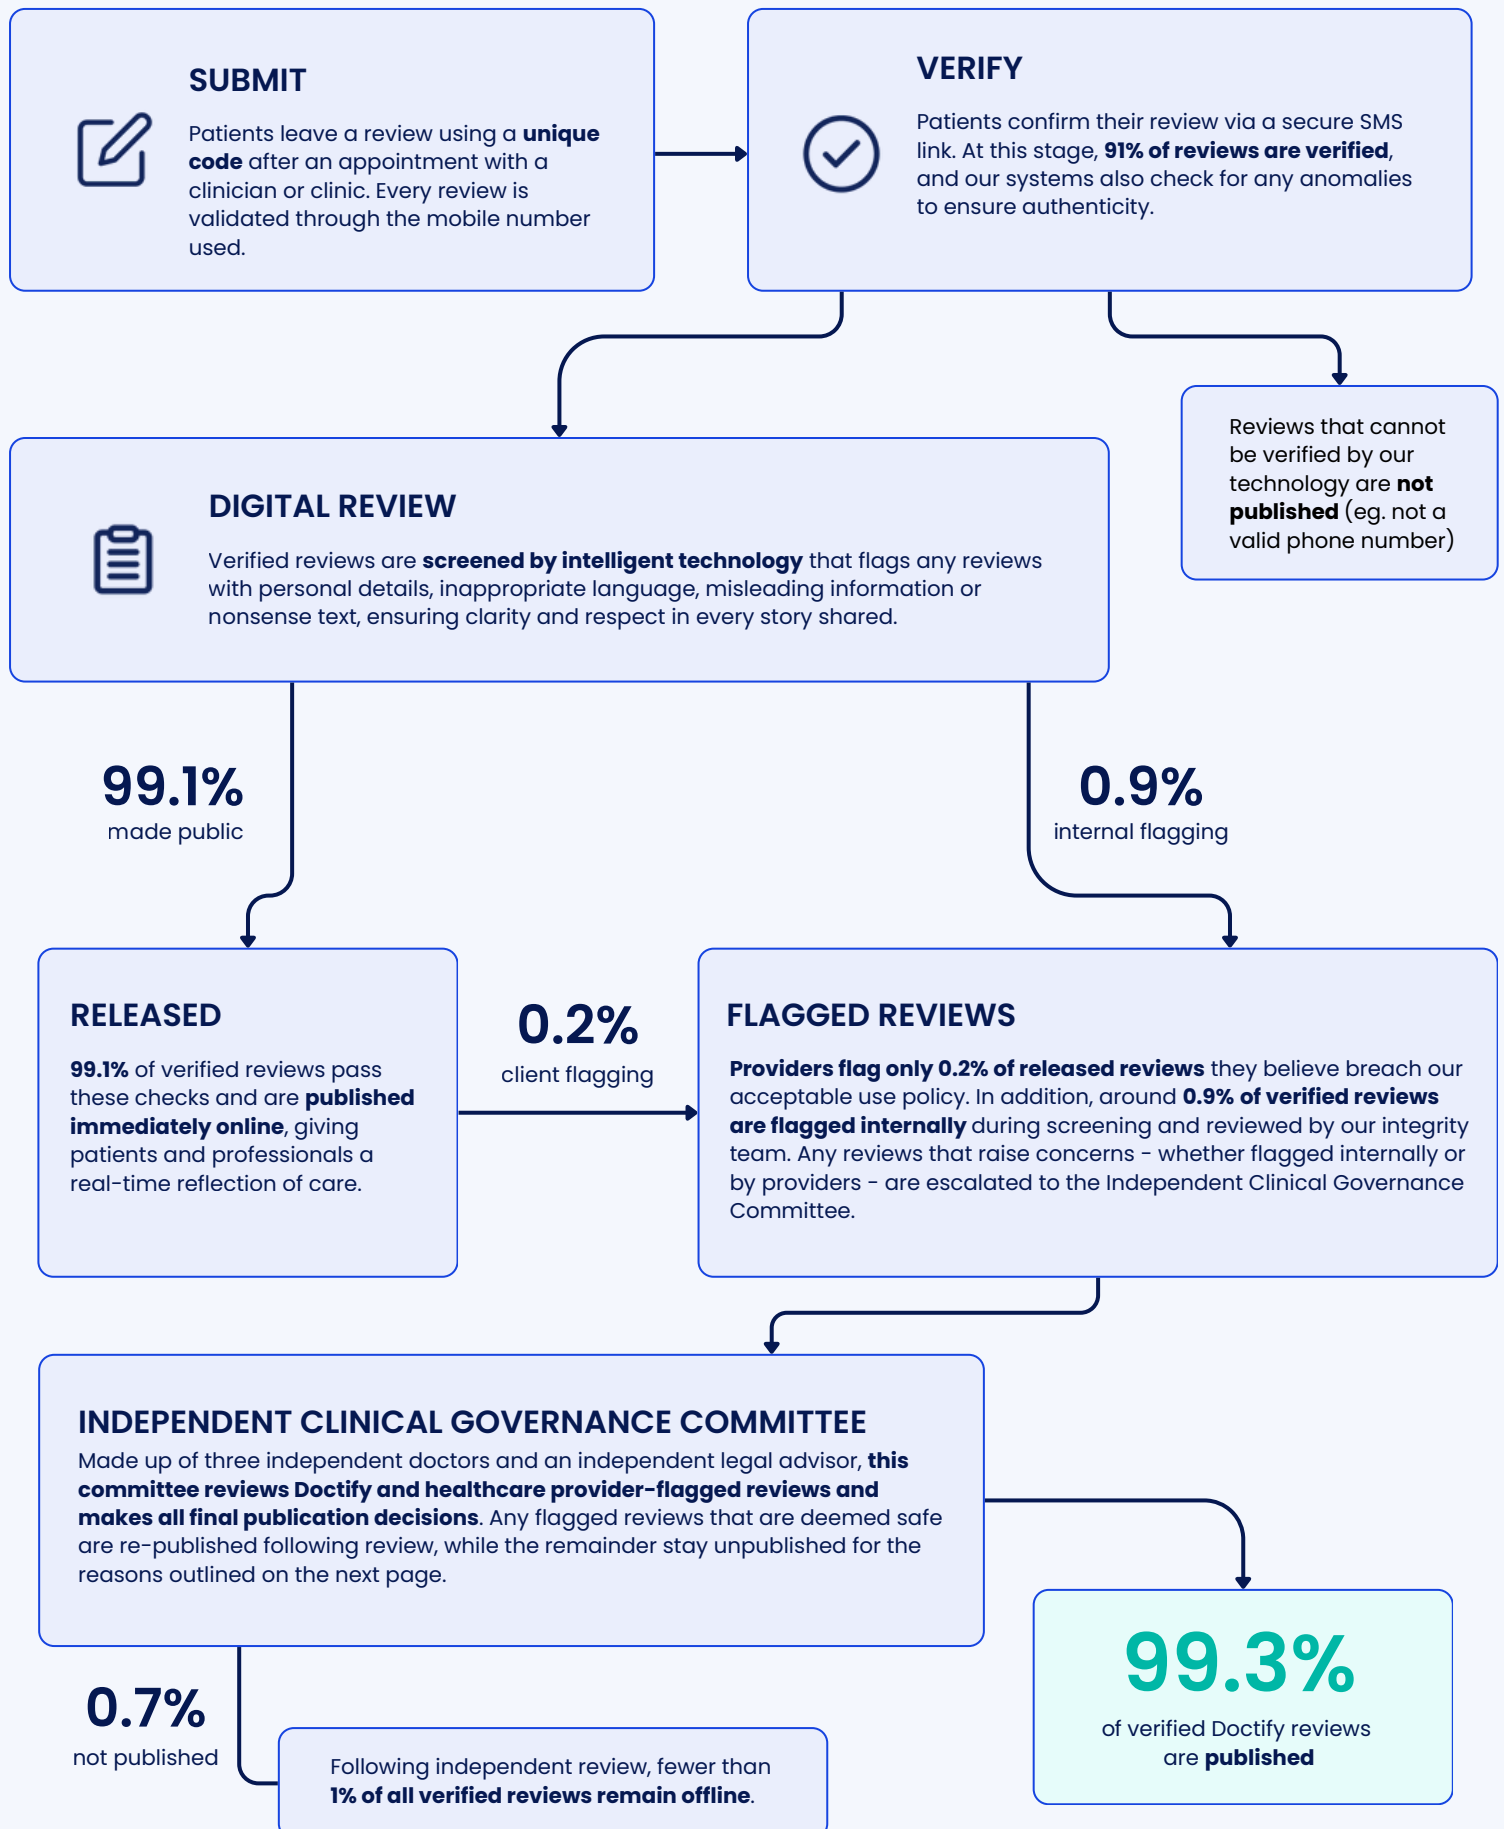 SUBMIT
Patients leave a review using a unique
code after an appointment with a
clinician or clinic. Every review is
validated through the mobile number
used.
VERIFY
Patients confirm their review via a secure SMS
link. At this stage, 91% of reviews are verified,
and our systems also check for any anomalies
to ensure authenticity.
Reviews that cannot
be verified by our
technology are not
published (eg. not a
valid phone number)
DIGITAL REVIEW
Verified reviews are screened by intelligent technology that flags any reviews
with personal details, inappropriate language, misleading information or
nonsense text, ensuring clarity and respect in every story shared.
99.1%
made public
0.9%
internal flagging
RELEASED
99.1% of verified reviews pass
these checks and are published
immediately online, giving
patients and professionals a
real-time reflection of care.
0.2%
client flagging
FLAGGED REVIEWS
Providers flag only 0.2% of released reviews they believe breach our
acceptable use policy. In addition, around 0.9% of verified reviews
are flagged internally during screening and reviewed by our integrity
team. Any reviews that raise concerns - whether flagged internally or
by providers - are escalated to the Independent Clinical Governance
Committee.
INDEPENDENT CLINICAL GOVERNANCE COMMITTEE
Made up of three independent doctors and an independent legal advisor, this
committee reviews Doctify and healthcare provider-flagged reviews and
makes all final publication decisions. Any flagged reviews that are deemed safe
are re-published following review, while the remainder stay unpublished for the
reasons outlined on the next page.
0.7%
not published
Following independent review, fewer than
1% of all verified reviews remain offline.
99.3%
of verified Doctify reviews
are published